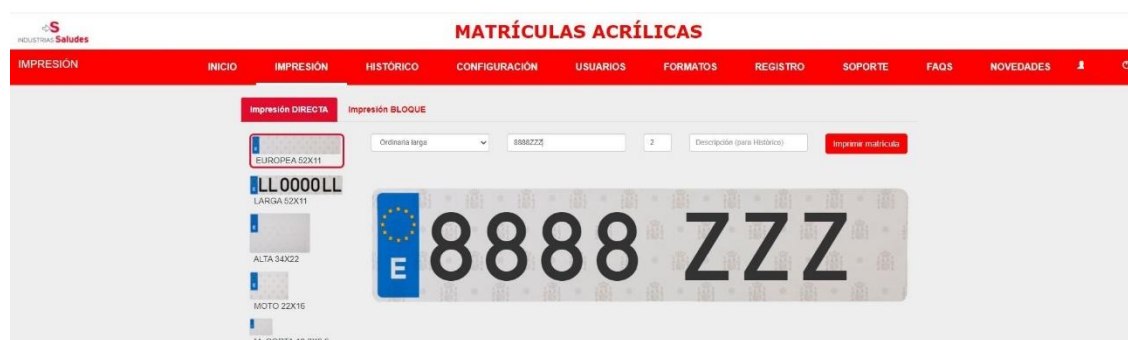 S
INDUSTRIAS Saludes
MATRÍCULAS ACRÍLICAS
IMPRESIÓN
INICIO
IMPRESIÓN
HISTÓRICO
CONFIGURACIÓN
USUARIOS
FORMATOS
REGISTRO
SOPORTE
FAQS
NOVEDADES
Impresión DIRECTA
Impresión BLOQUE
EUROPEA 52X11
Ordinaria larga
8888ZZZ
2
Descripción (para Histórico)
Imprimir matrícula
LL0000LL
LARGA 52X11
ALTA 34X22
MOTO 22X16
E
8888 ZZZ